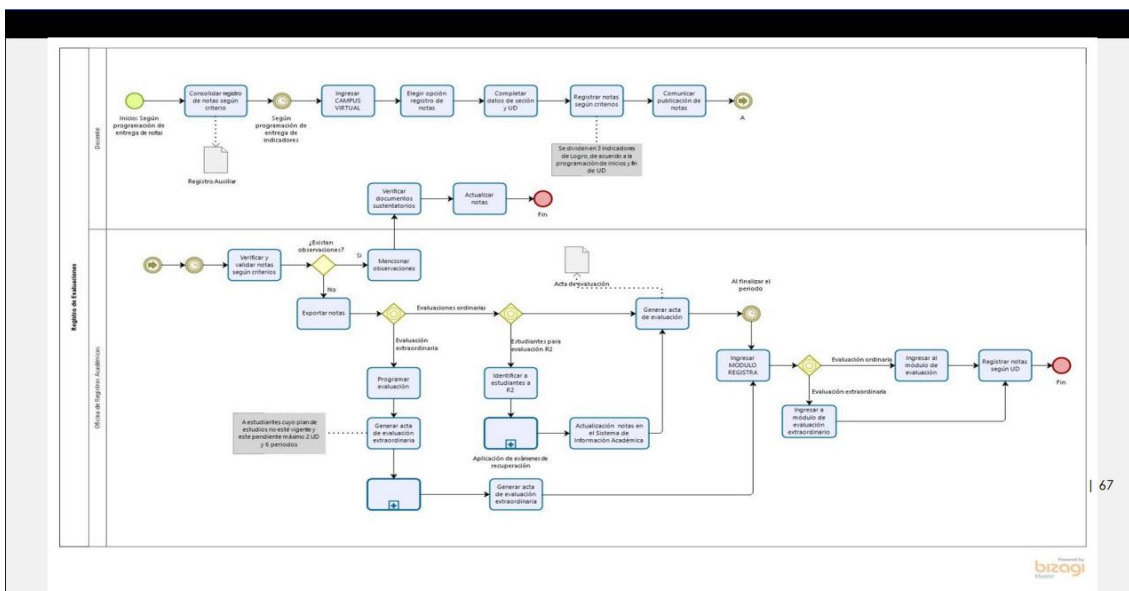 Registro de Evaluaciones
Docente
Inicio: Según
programación de
entrega de notas
Consolidar registro
de notas según
criterio
Registro Auxiliar
Según
programación de
entrega de
indicadores
Ingresar
CAMPUS
VIRTUAL
Elegir opción
registro de
notas
Completar
datos de seción
y UD
Registrar notas
según criterios
Se dividen en 3 Indicadores
de Logro, de acuerdo a la
programación de inicios y fin
de UD
Comunicar
publicación de
notas
A
Verificar
documentos
sustentatorios
Actualizar
notas
Fin
Oficina de Registros Académicos
Verificar y
validar notas
según criterios
¿Existen
observaciones?
Si
Mencionar
observaciones
No
Exportar notas
Evaluaciones ordinarias
Evaluación
extraordinaria
Estudiantes para
evaluación R2
Acta de evaluación
Generar acta
de evaluación
Al finalizar el
periodo
Programar
evaluación
Identificar a
estudiantes a
R2
A estudiantes cuyo plan de
estudios no esté vigente y
este pendiente máximo 2 UD
y 6 periodos
Generar acta
de evaluación
extraordinaria
Aplicación de exámenes de
recuperación
Actualización notas en
el Sistema de
Información Académica
Generar acta
de evaluación
extraordinaria
Ingresar
MODULO
REGISTRA
Evaluación ordinaria
Evaluación extraordinaria
Ingresar al
módulo de
evaluación
Ingresar a
módulo de
evaluación
extraordinario
Registrar notas
según UD
Fin
| 67
Powered by
bizagi
Modeler